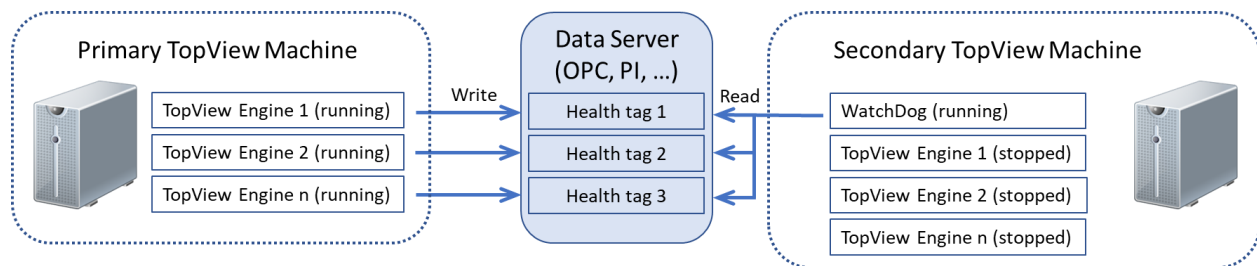 Primary TopView Machine
TopView Engine 1 (running)
TopView Engine 2 (running)
TopView Engine n (running)
Write
Data Server
(OPC, PI, ...)
Health tag 1
Health tag 2
Health tag 3
Read
Secondary TopView Machine
WatchDog (running)
TopView Engine 1 (stopped)
TopView Engine 2 (stopped)
TopView Engine n (stopped)